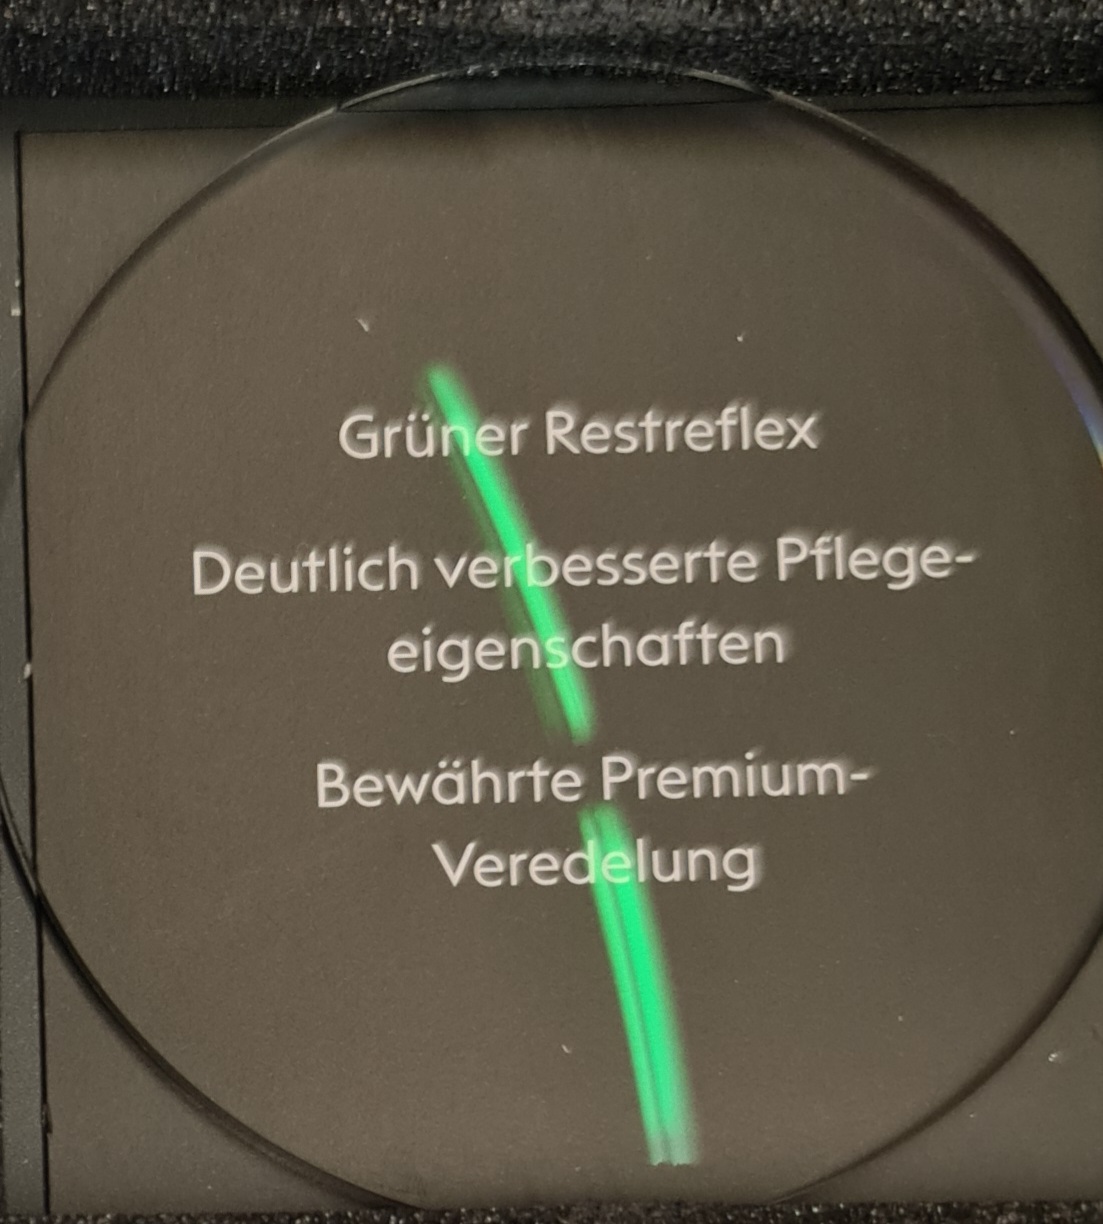 Grüner Restreflex
Deutlich verbesserte Pflege-
eigenschaften
Bewährte Premium-
Veredelung